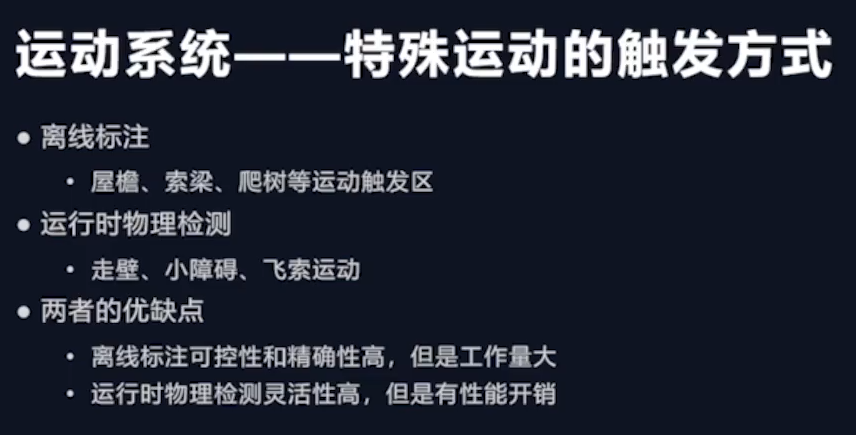 运动系统——特殊运动的触发方式
• 离线标注
• 屋檐、索梁、爬树等运动触发区
• 运行时物理检测
• 走壁、小障碍、飞索运动
• 两者的优缺点
• 离线标注可控性和精确性高，但是工作量大
• 运行时物理检测灵活性高，但是有性能开销